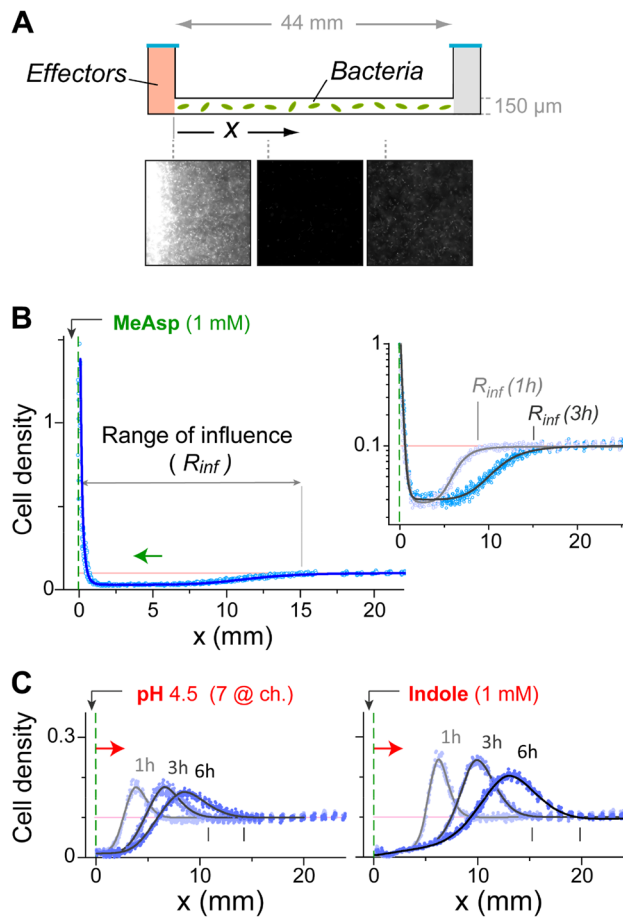 A
44 mm
Effectors
Bacteria
150 µm
x
B
MeAsp (1 mM)
Cell density
1
0
Range of influence
( Rinf )
0 5 10 15 20
x (mm)
1
0.1
Rinf (1h)
Rinf (3h)
0 10 20
x (mm)
C
pH 4.5 (7 @ ch.)
Cell density
0.3
0
1h
3h
6h
0 10 20
x (mm)
Indole (1 mM)
1h
3h
6h
0 10 20
x (mm)